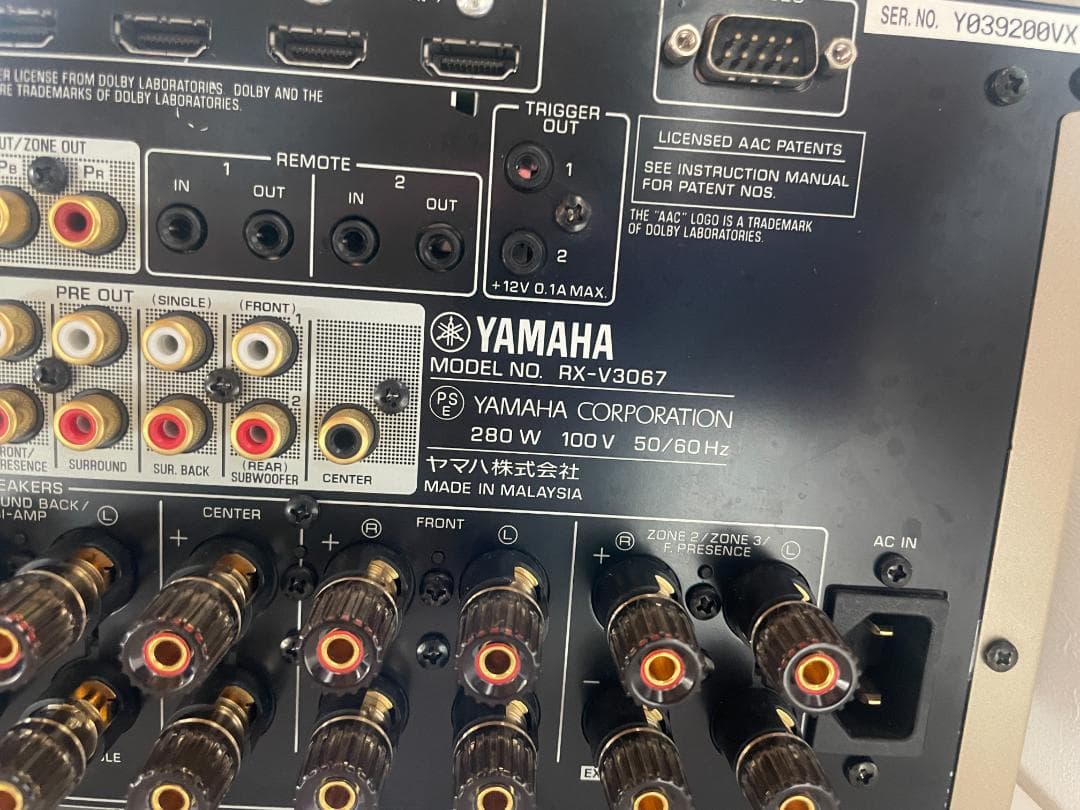 SER. NO. Y039200VX
ER LICENSE FROM DOLBY LABORATORIES. DOLBY AND THE
RE TRADEMARKS OF DOLBY LABORATORIES.
TRIGGER
OUT
1
2
+12V 0.1A MAX.
LICENSED AAC PATENTS
SEE INSTRUCTION MANUAL
FOR PATENT NOS.
THE "AAC" LOGO IS A TRADEMARK
OF DOLBY LABORATORIES.
UT/ZONE OUT
PB PR
REMOTE
1 2
IN OUT IN OUT
PRE OUT (SINGLE) (FRONT)
1
2
FRONT/
PRESENCE
SURROUND
SUR. BACK
(REAR)
SUBWOOFER
CENTER
YAMAHA
MODEL NO. RX-V3067
PSE YAMAHA CORPORATION
280 W 100 V 50/60 Hz
ヤマハ株式会社
MADE IN MALAYSIA
EAKERS
UND BACK/
I-AMP
L
CENTER
+
+ R FRONT L
+ R ZONE 2/ZONE 3/
F. PRESENCE L
−
AC IN
LE
EX